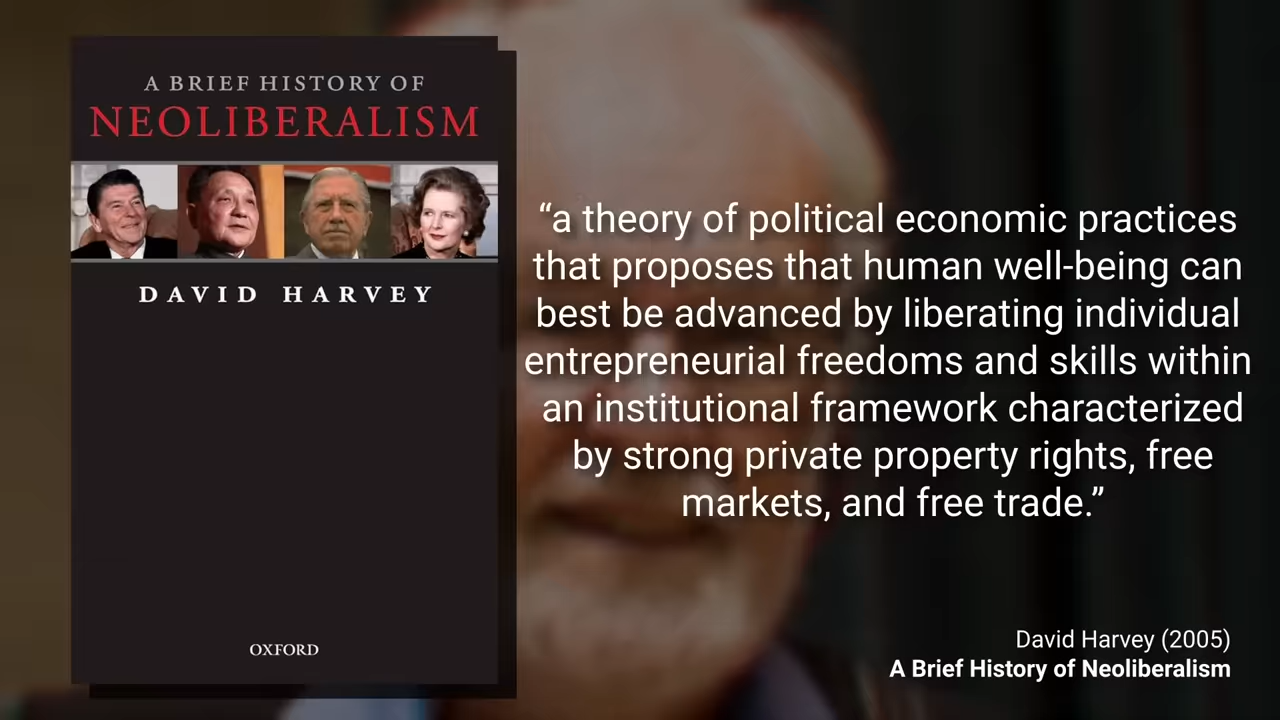 A BRIEF HISTORY OF
NEOLIBERALISM
DAVID HARVEY
OXFORD
“a theory of political economic practices
that proposes that human well-being can
best be advanced by liberating individual
entrepreneurial freedoms and skills within
an institutional framework characterized
by strong private property rights, free
markets, and free trade.”
David Harvey (2005)
A Brief History of Neoliberalism